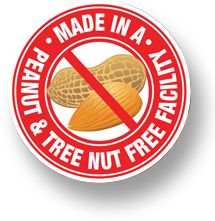 • MADE IN A •
PEANUT & TREE NUT FREE FACILITY